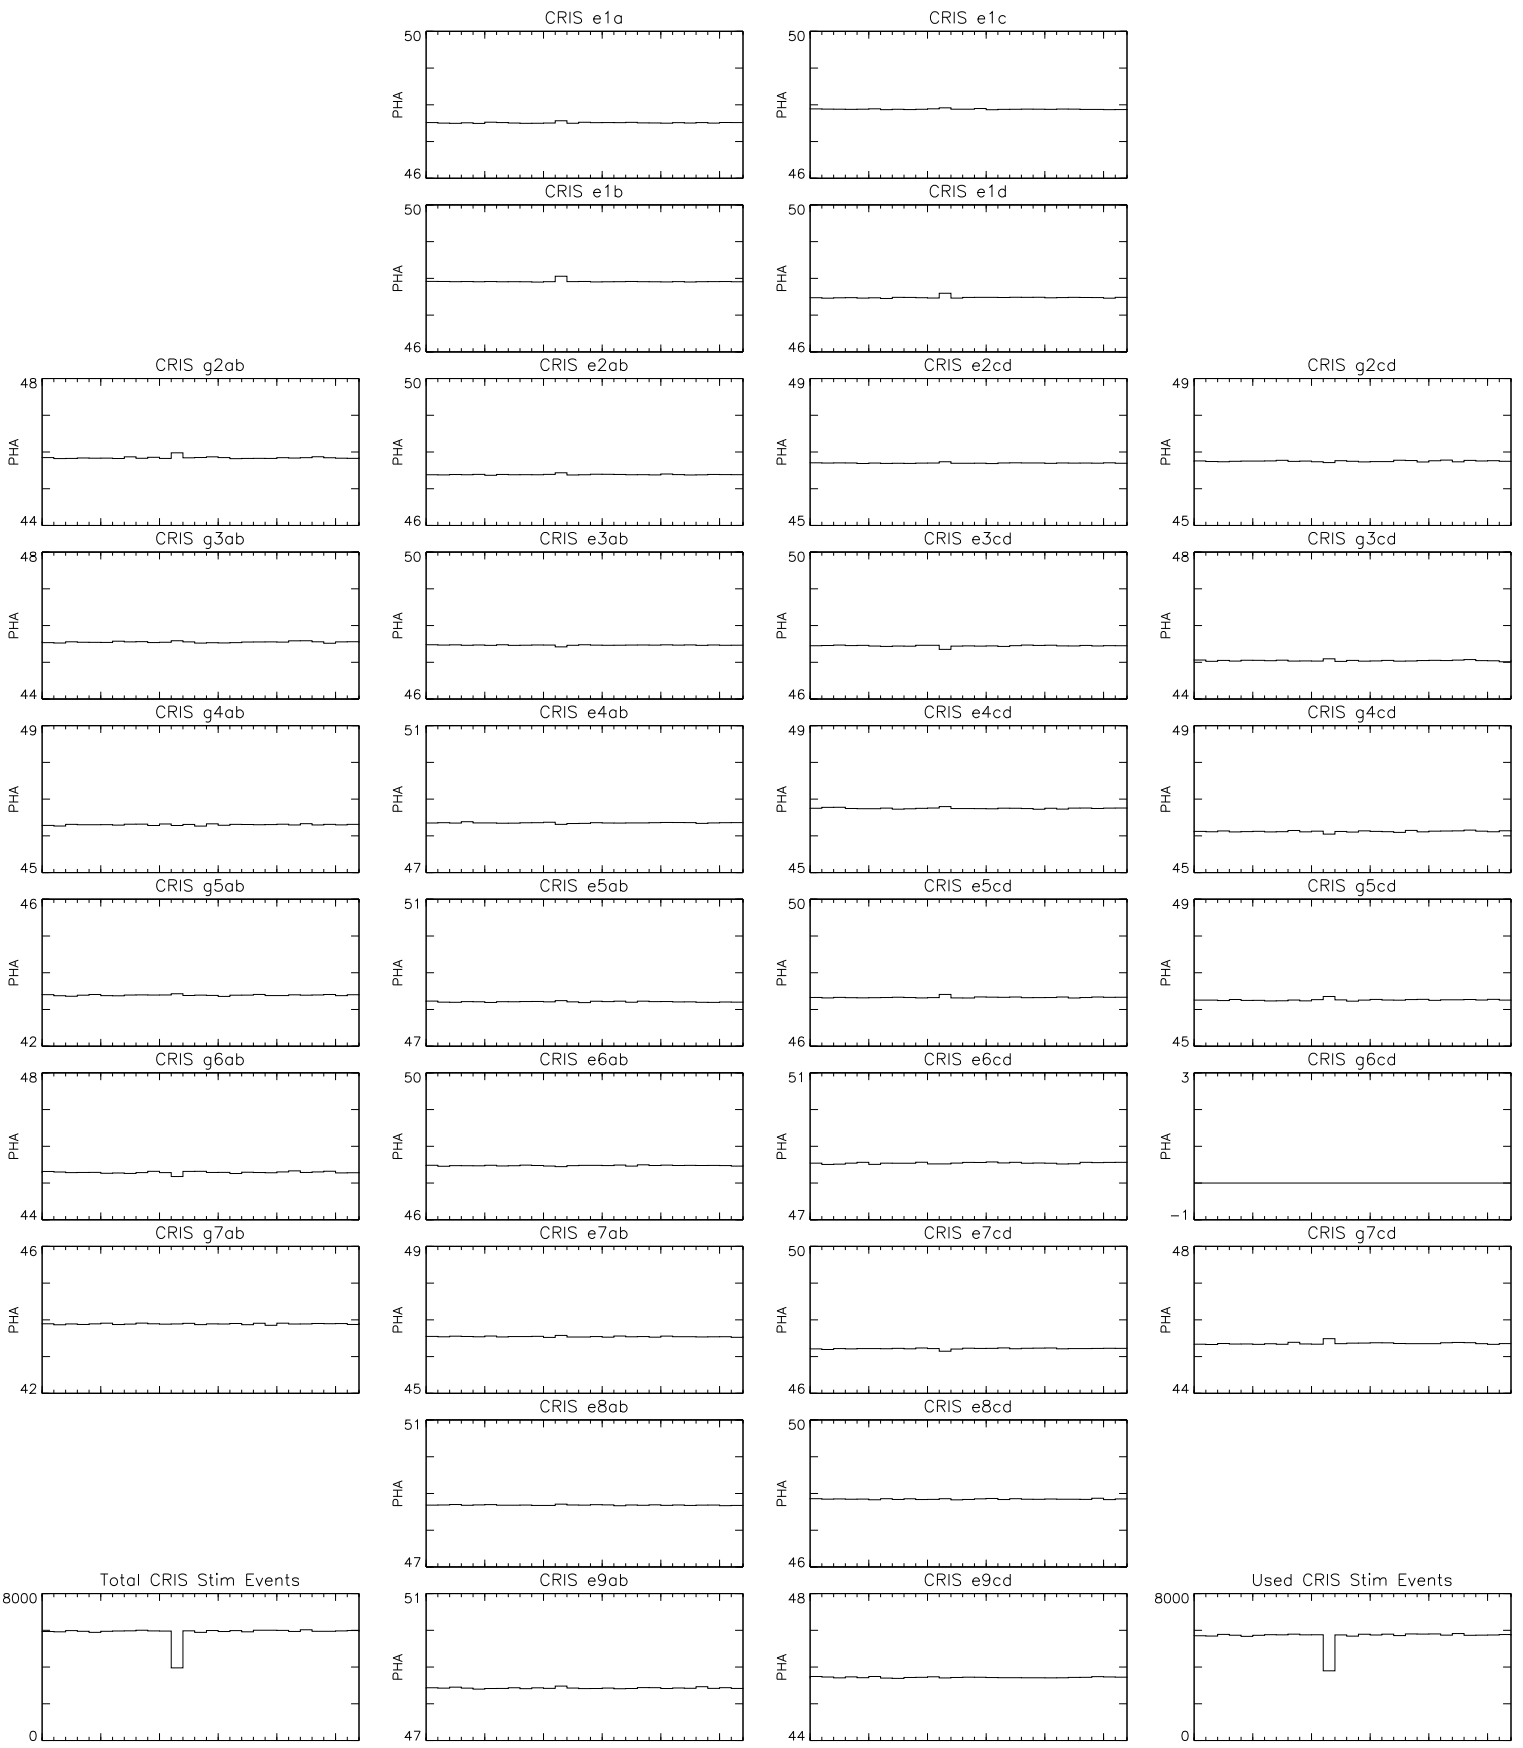 CRIS e1a
50
PHA
46
CRIS e1c
50
PHA
46
CRIS e1b
50
PHA
46
CRIS e1d
50
PHA
46
CRIS g2ab
48
PHA
44
CRIS e2ab
50
PHA
46
CRIS e2cd
49
PHA
45
CRIS g2cd
49
PHA
45
CRIS g3ab
48
PHA
44
CRIS e3ab
50
PHA
46
CRIS e3cd
50
PHA
46
CRIS g3cd
48
PHA
44
CRIS g4ab
49
PHA
45
CRIS e4ab
51
PHA
47
CRIS e4cd
49
PHA
45
CRIS g4cd
49
PHA
45
CRIS g5ab
46
PHA
42
CRIS e5ab
51
PHA
47
CRIS e5cd
50
PHA
46
CRIS g5cd
49
PHA
45
CRIS g6ab
48
PHA
44
CRIS e6ab
50
PHA
46
CRIS e6cd
51
PHA
47
CRIS g6cd
3
PHA
-1
CRIS g7ab
46
PHA
42
CRIS e7ab
49
PHA
45
CRIS e7cd
50
PHA
46
CRIS g7cd
48
PHA
44
CRIS e8ab
51
PHA
47
CRIS e8cd
50
PHA
46
Total CRIS Stim Events
8000
0
CRIS e9ab
51
PHA
47
CRIS e9cd
48
PHA
44
Used CRIS Stim Events
8000
0